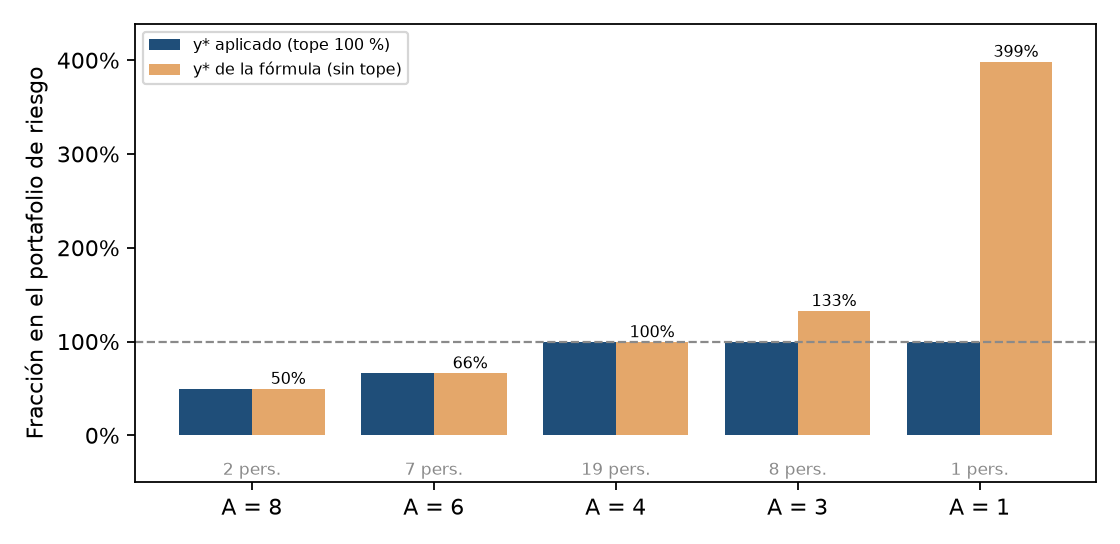 y* aplicado (tope 100 %)
y* de la fórmula (sin tope)
Fracción en el portafolio de riesgo
400%
300%
200%
100%
0%
50%
66%
100%
133%
399%
2 pers.
7 pers.
19 pers.
8 pers.
1 pers.
A = 8
A = 6
A = 4
A = 3
A = 1